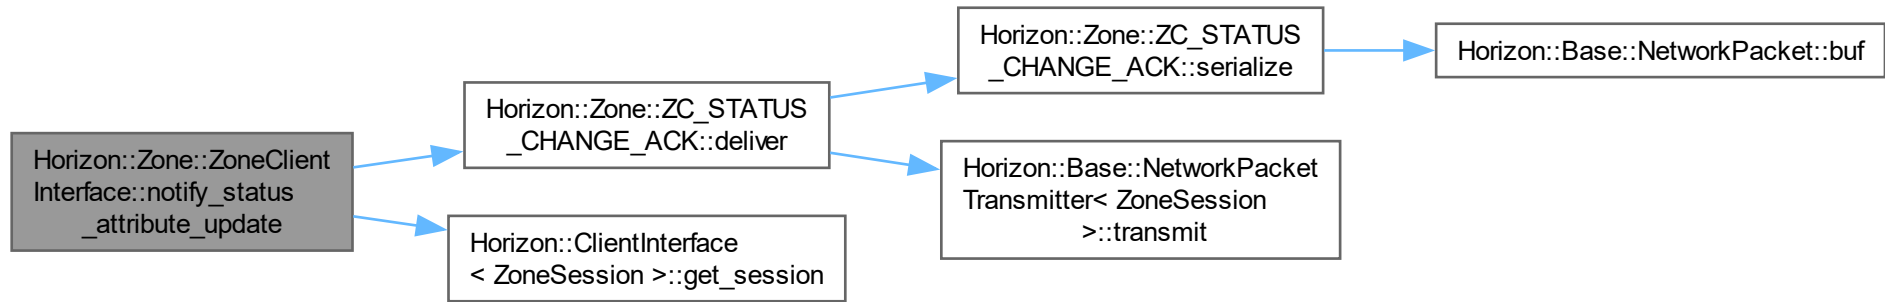 Horizon::Zone::ZoneClient
Interface::notify_status
_attribute_update
Horizon::Zone::ZC_STATUS
_CHANGE_ACK::deliver
Horizon::ClientInterface
< ZoneSession >::get_session
Horizon::Zone::ZC_STATUS
_CHANGE_ACK::serialize
Horizon::Base::NetworkPacket
Transmitter< ZoneSession
>::transmit
Horizon::Base::NetworkPacket::buf